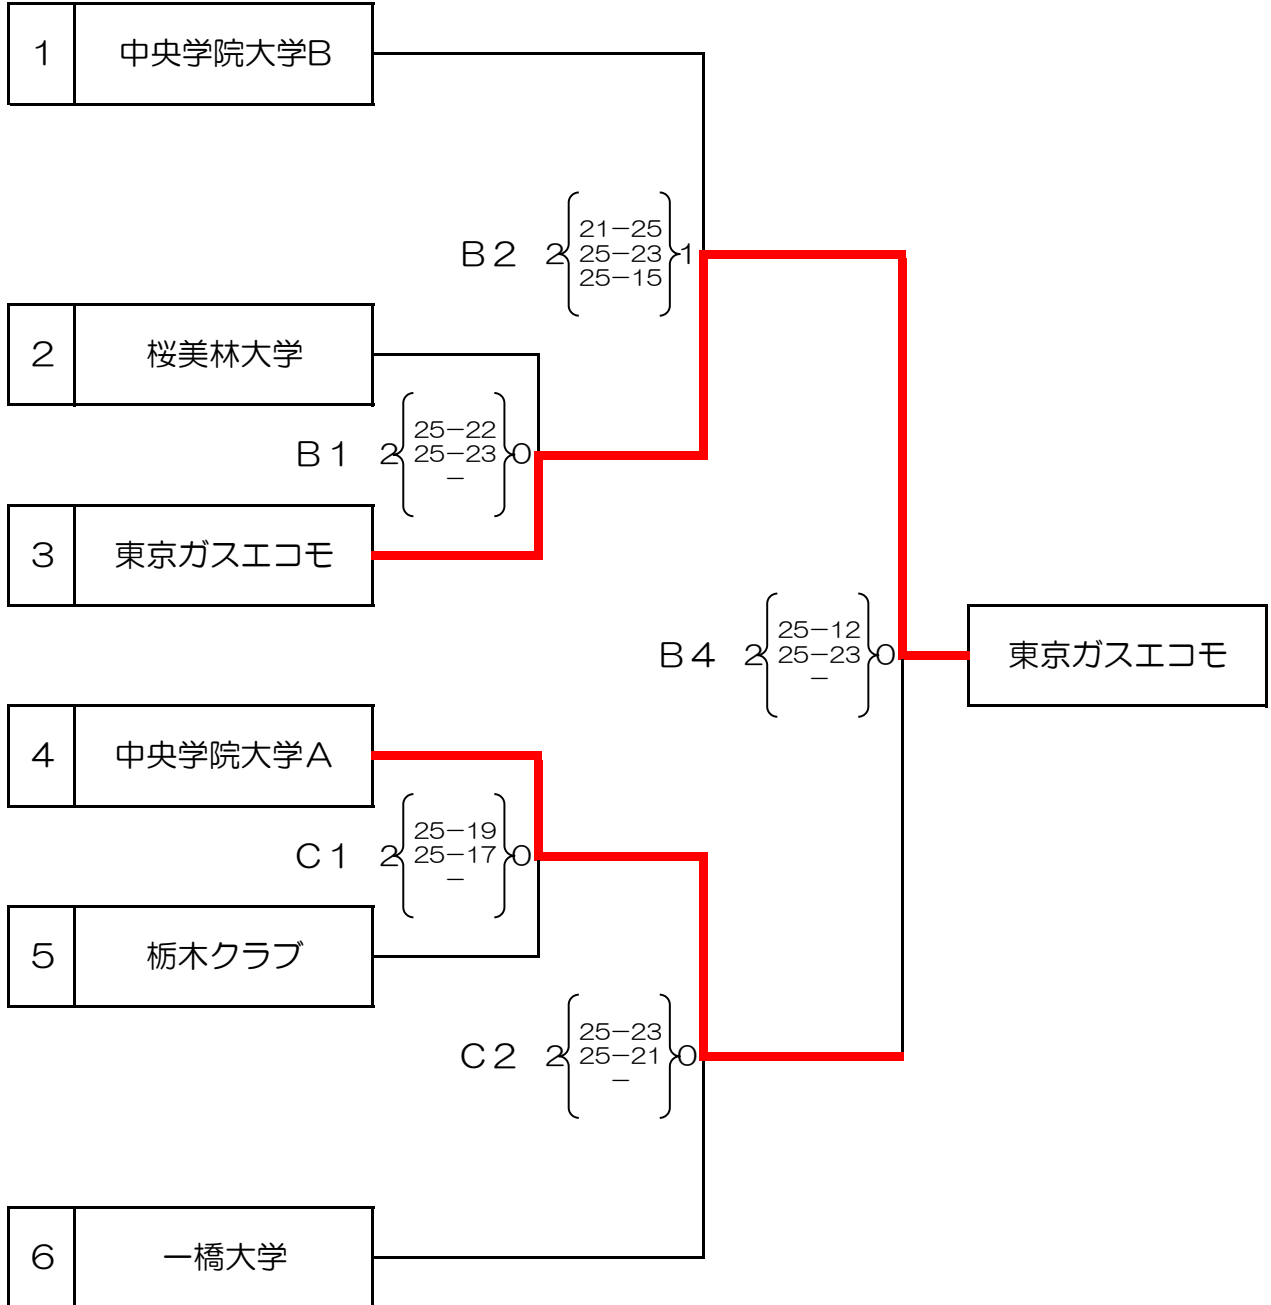 1 中央学院大学B
21－25
B2 2 25－23 1
25－15
2 桜美林大学
25－22
B1 2 25－23 0
－
3 東京ガスエコモ
25－12
B4 2 25－23 0
－
東京ガスエコモ
4 中央学院大学A
25－19
C1 2 25－17 0
－
5 栃木クラブ
25－23
C2 2 25－21 0
－
6 一橋大学